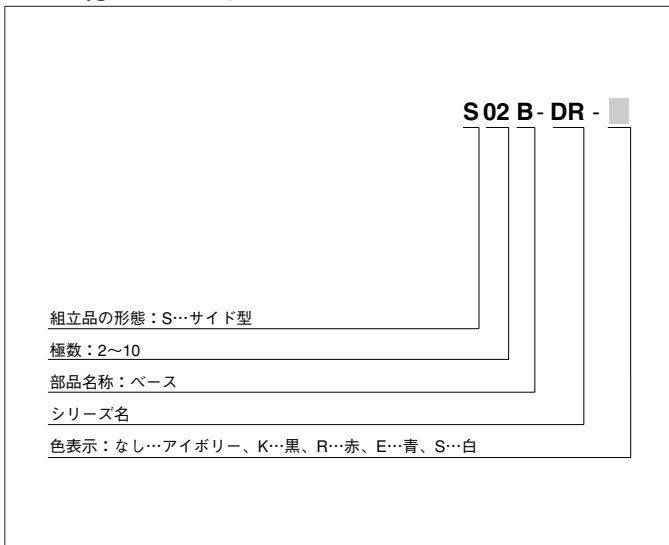 S 02 B - DR -
組立品の形態：S…サイド型
極数：2〜10
部品名称：ベース
シリーズ名
色表示：なし…アイボリー、K…黒、R…赤、E…青、S…白